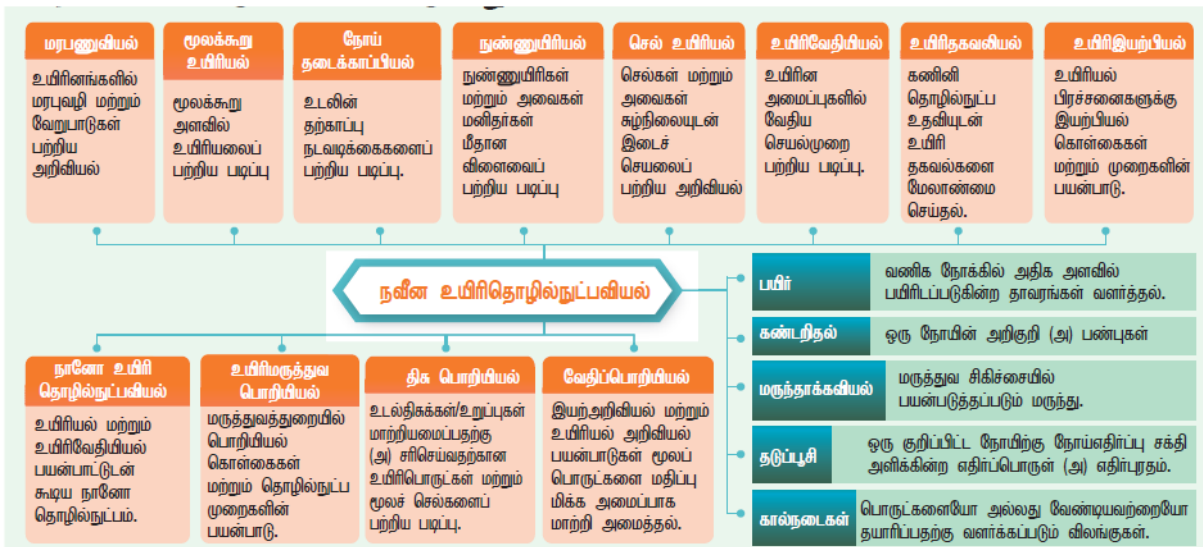 மரபணுவியல்
உயிரினங்களில்
மரபுவழி மற்றும்
வேறுபாடுகள்
பற்றிய
அறிவியல்
மூலக்கூறு
உயிரியல்
மூலக்கூறு
அளவில்
உயிரியலைப்
பற்றிய படிப்பு
நோய்
தடைக்காப்பியல்
உடலின்
தற்காப்பு
நடவடிக்கைகளைப்
பற்றிய படிப்பு.
நுண்ணுயிரியல்
நுண்ணுயிரிகள்
மற்றும் அவைகள்
மனிதர்கள்
மீதான
விளைவைப்
பற்றிய படிப்பு
செல் உயிரியல்
செல்கள் மற்றும்
அவைகள்
சுழ்நிலையுடன்
இடைச்
செயலைப்
பற்றிய அறிவியல்
உயிரிவேதியியல்
உயிரின
அமைப்புகளில்
வேதிய
செயல்முறை
பற்றிய படிப்பு.
உயிரிதகவலியல்
கணினி
தொழில்நுட்ப
உதவியுடன்
உயிரி
தகவல்களை
மேலாண்மை
செய்தல்.
உயிரிஇயற்பியல்
உயிரியல்
பிரச்சனைகளுக்கு
இயற்பியல்
கொள்கைகள்
மற்றும் முறைகளின்
பயன்பாடு.
நவீன உயிரிதொழில்நுட்பவியல்
பயிர்
வணிக நோக்கில் அதிக அளவில்
பயிரிடப்படுகின்ற தாவரங்கள் வளர்த்தல்.
கண்டறிதல்
ஒரு நோயின் அறிகுறி (அ) பண்புகள்
மருந்தாக்கவியல்
மருத்துவ சிகிச்சையில்
பயன்படுத்தப்படும் மருந்து.
தடுப்பூசி
ஒரு குறிப்பிட்ட நோயிற்கு நோய்எதிர்ப்பு சக்தி
அளிக்கின்ற எதிர்ப்பொருள் (அ) எதிர்புரதம்.
கால்நடைகள்
பொருட்களையோ அல்லது வேண்டியவற்றையோ
தயாரிப்பதற்கு வளர்க்கப்படும் விலங்குகள்.
நானோ உயிரி
தொழில்நுட்பவியல்
உயிரியல் மற்றும்
உயிரிவேதியியல்
பயன்பாட்டுடன்
கூடிய நானோ
தொழில்நுட்பம்.
உயிரிமருத்துவ
பொறியியல்
மருத்துவத்துறையில்
பொறியியல்
கொள்கைகள்
மற்றும் தொழில்நுட்ப
முறைகளின்
பயன்பாடு.
திசு பொறியியல்
உடல்திசுக்கள்/உறுப்புகள்
மாற்றியமைப்பதற்கு
(அ) சரிசெய்வதற்கான
உயிரிபொருட்கள் மற்றும்
மூலச் செல்களைப்
பற்றிய படிப்பு.
வேதிப்பொறியியல்
இயற்அறிவியல் மற்றும்
உயிரியல் அறிவியல்
பயன்பாடுகள் மூலப்
பொருட்களை மதிப்பு
மிக்க அமைப்பாக
மாற்றி அமைத்தல்.